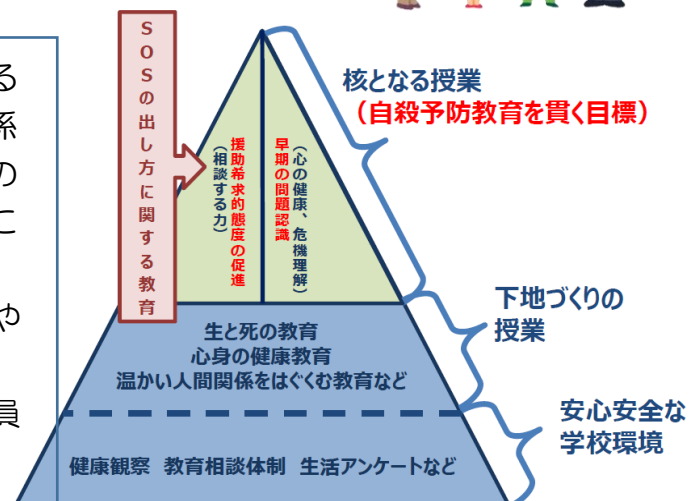 る
係
の
に
や
員
SOSの出し方に関する教育
核となる授業
（自殺予防教育を貫く目標）
早期の問題認識
（心の健康、危機理解）
援助希求的態度の促進
（相談する力）
下地づくりの
授業
生と死の教育
心身の健康教育
温かい人間関係をはぐくむ教育など
安心安全な
学校環境
健康観察 教育相談体制 生活アンケートなど